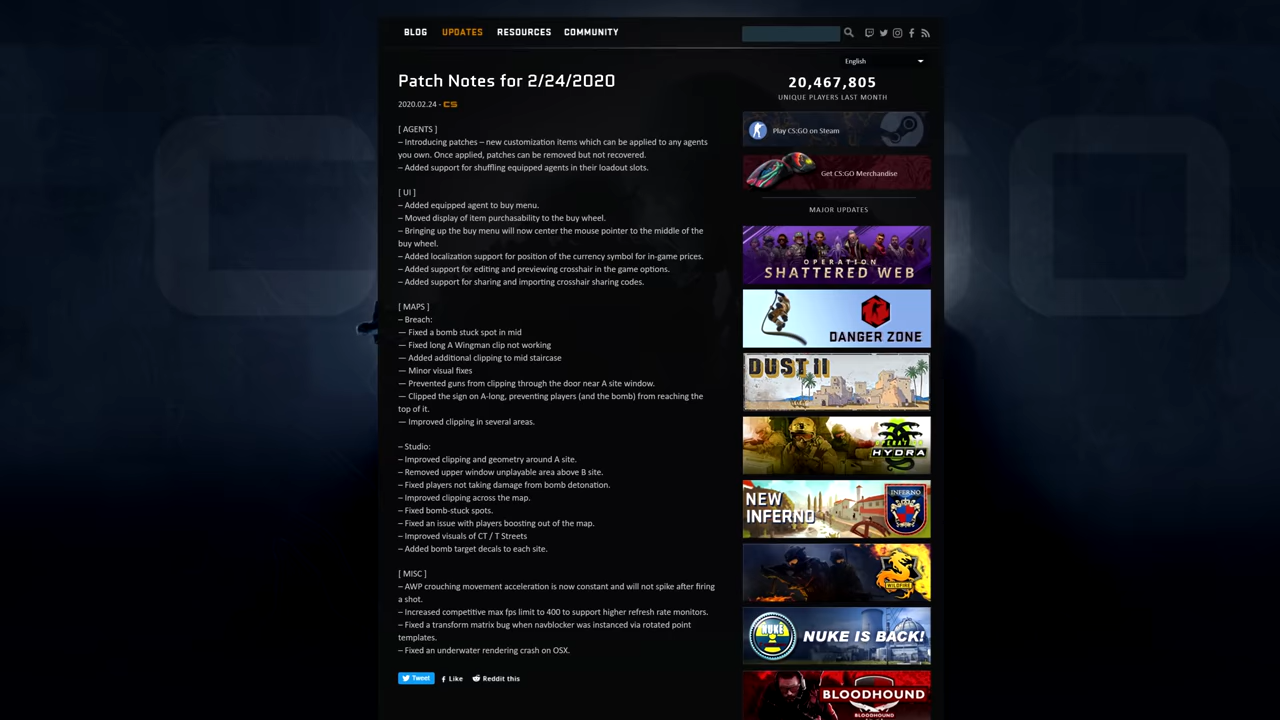 BLOG UPDATES RESOURCES COMMUNITY
English
Patch Notes for 2/24/2020
2020.02.24 - CS
[ AGENTS ]
– Introducing patches – new customization items which can be applied to any agents
you own. Once applied, patches can be removed but not recovered.
– Added support for shuffling equipped agents in their loadout slots.
[ UI ]
– Added equipped agent to buy menu.
– Moved display of item purchasability to the buy wheel.
– Bringing up the buy menu will now center the mouse pointer to the middle of the
buy wheel.
– Added localization support for position of the currency symbol for in-game prices.
– Added support for editing and previewing crosshair in the game options.
– Added support for sharing and importing crosshair sharing codes.
[ MAPS ]
– Breach:
— Fixed a bomb stuck spot in mid
— Fixed long A Wingman clip not working
— Added additional clipping to mid staircase
— Minor visual fixes
— Prevented guns from clipping through the door near A site window.
— Clipped the sign on A-long, preventing players (and the bomb) from reaching the
top of it.
— Improved clipping in several areas.
– Studio:
– Improved clipping and geometry around A site.
– Removed upper window unplayable area above B site.
– Fixed players not taking damage from bomb detonation.
– Improved clipping across the map.
– Fixed bomb-stuck spots.
– Fixed an issue with players boosting out of the map.
– Improved visuals of CT / T Streets
– Added bomb target decals to each site.
[ MISC ]
– AWP crouching movement acceleration is now constant and will not spike after firing
a shot.
– Increased competitive max fps limit to 400 to support higher refresh rate monitors.
– Fixed a transform matrix bug when navblocker was instanced via rotated point
templates.
– Fixed an underwater rendering crash on OSX.
Tweet Like Reddit this
20,467,805
UNIQUE PLAYERS LAST MONTH
Play CS:GO on Steam
Get CS:GO Merchandise
MAJOR UPDATES
OPERATION
SHATTERED WEB
DANGER ZONE
DUST II
OPERATION
HYDRA
NEW
INFERNO
INFERNO
WILDFIRE
NUKE
NUKE IS BACK!
BLOODHOUND
BLOODHOUND